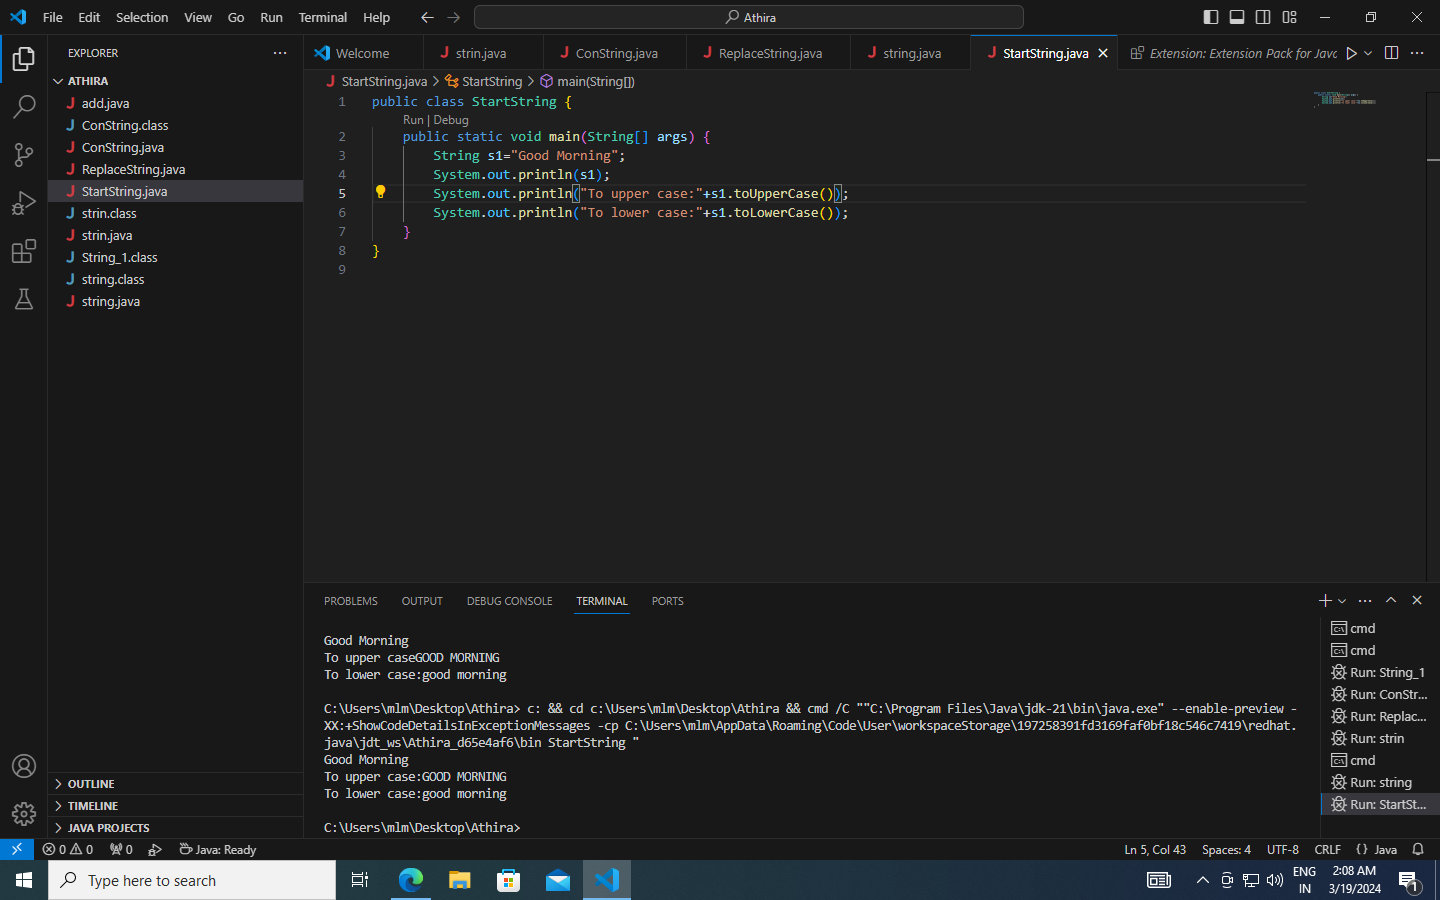 File Edit Selection View Go Run Terminal Help
Athira
EXPLORER
ATHIRA
add.java
ConString.class
ConString.java
ReplaceString.java
StartString.java
strin.class
strin.java
String_1.class
string.class
string.java
OUTLINE
TIMELINE
JAVA PROJECTS
Welcome strin.java ConString.java ReplaceString.java string.java StartString.java Extension: Extension Pack for Java
StartString.java > StartString > main(String[])
1 public class StartString {
Run | Debug
2 public static void main(String[] args) {
3 String s1="Good Morning";
4 System.out.println(s1);
5 System.out.println("To upper case:"+s1.toUpperCase());
6 System.out.println("To lower case:"+s1.toLowerCase());
7 }
8 }
9
PROBLEMS OUTPUT DEBUG CONSOLE TERMINAL PORTS
Good Morning
To upper caseGOOD MORNING
To lower case:good morning
C:\Users\mlm\Desktop\Athira> c: && cd c:\Users\mlm\Desktop\Athira && cmd /C ""C:\Program Files\Java\jdk-21\bin\java.exe" --enable-preview -
XX:+ShowCodeDetailsInExceptionMessages -cp C:\Users\mlm\AppData\Roaming\Code\User\workspaceStorage\197258391fd3169faf0bf18c546c7419\redhat.
java\jdt_ws\Athira_d65e4af6\bin StartString "
Good Morning
To upper case:GOOD MORNING
To lower case:good morning
C:\Users\mlm\Desktop\Athira>
cmd
cmd
Run: String_1
Run: ConStr...
Run: Replac...
Run: strin
cmd
Run: string
Run: StartSt...
0 0 0 Java: Ready Ln 5, Col 43 Spaces: 4 UTF-8 CRLF {} Java
Type here to search
ENG
IN
2:08 AM
3/19/2024
1